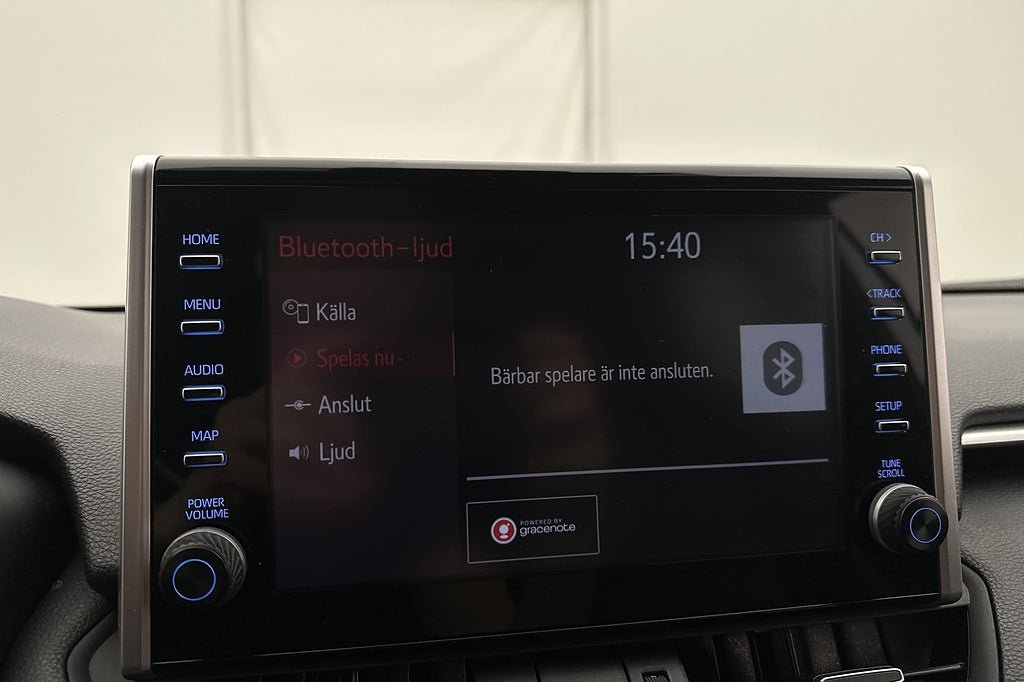 HOME
MENU
AUDIO
MAP
POWER
VOLUME
Bluetooth-ljud
15:40
Källa
Spelas nu
Anslut
Ljud
Bärbar spelare är inte ansluten.
POWERED BY
gracenote
CH >
< TRACK
PHONE
SETUP
TUNE
SCROLL